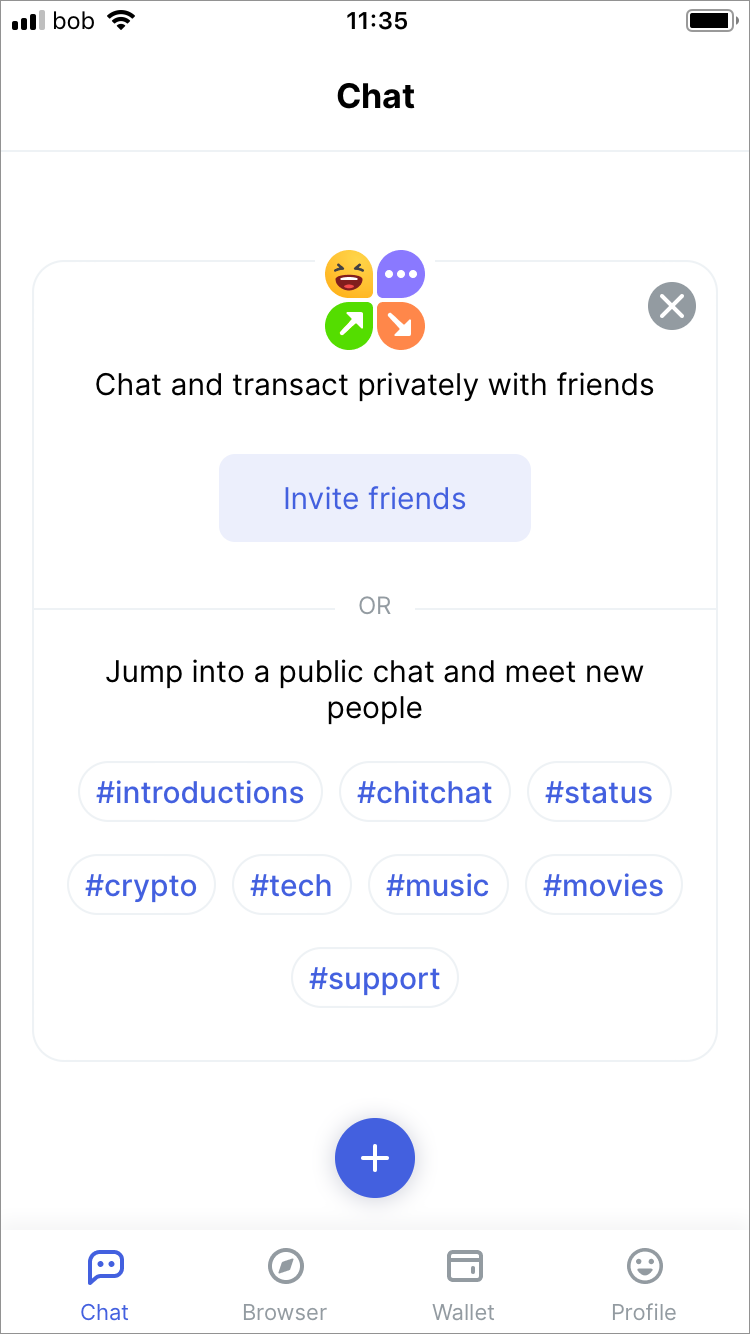 bob 11:35
Chat
Chat and transact privately with friends
Invite friends
OR
Jump into a public chat and meet new
people
#introductions #chitchat #status
#crypto #tech #music #movies
#support
Chat Browser Wallet Profile